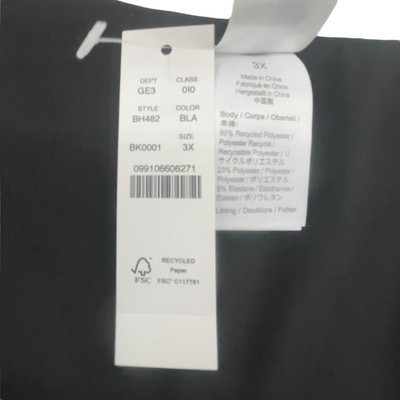 DEPT CLASS
GE3 0I0
STYLE COLOR
BH482 BLA
SIZE
BK0001 3X
099106606271
RECYCLED
Paper
FSC
FSC® C117791
3X
Made in China
Fabriqué en Chine
Hergestellt in China
中国製
Body / Corps / Oberteil /
本体:
69% Recycled Polyester /
Polyester Recyclé /
Recyceltes Polyester / リ
サイクルポリエステル
23% Polyester / Polyester /
Polyester / ポリエステル
8% Elastane / Élasthanne /
Elastan / ポリウレタン
Lining / Doublure / Futter